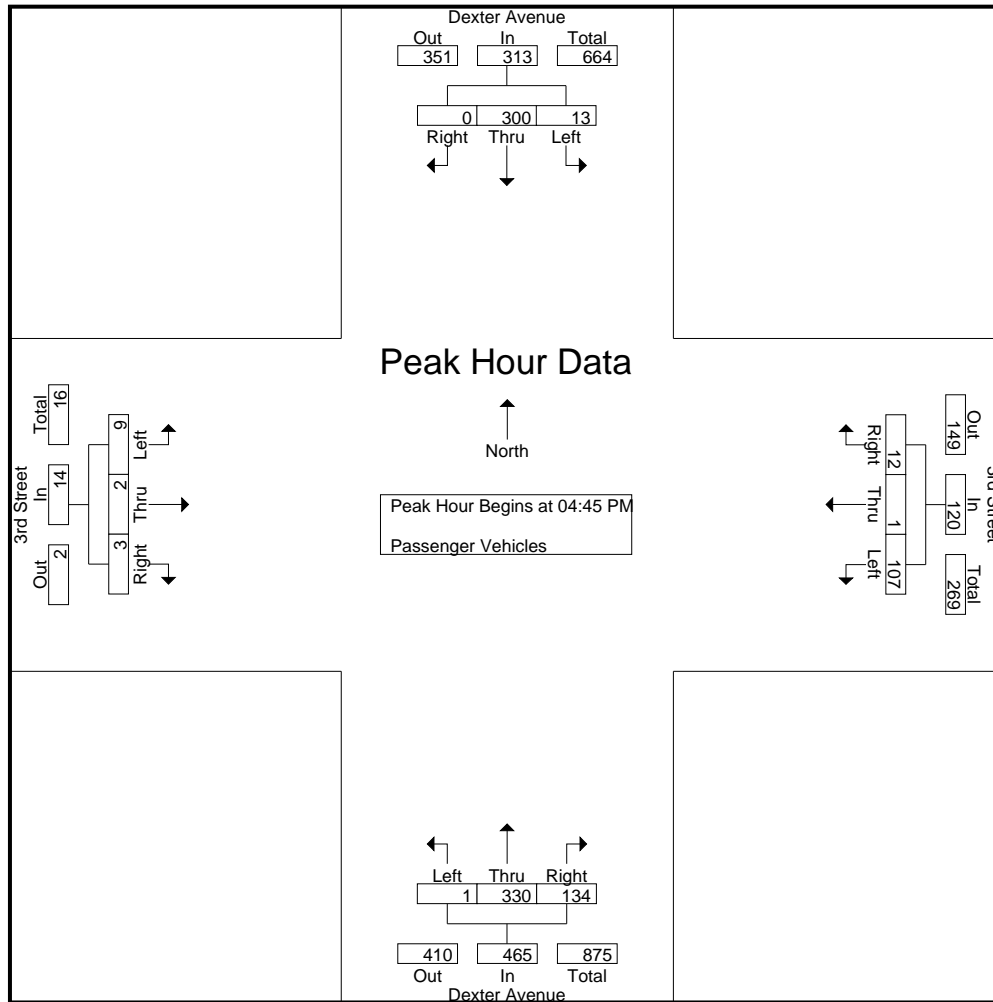 Dexter Avenue
Out In Total
351 313 664
0 300 13
Right Thru Left
Peak Hour Data
North
Peak Hour Begins at 04:45 PM
Passenger Vehicles
3rd Street
Total In Out
16 14 2
9 2 3
Left Thru Right
Right Thru Left
12 1 107
Out In Total
149 120 269
3rd Street
Left Thru Right
1 330 134
410 465 875
Out In Total
Dexter Avenue